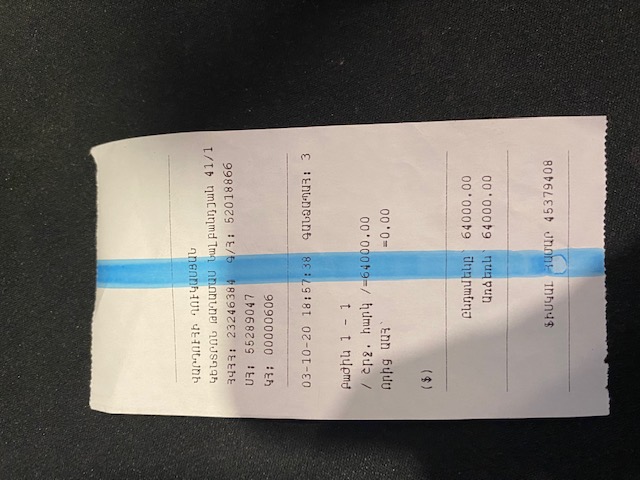 ՎԱՐԴՈՒՀԻ ՂՈՒԿԱՍՅԱՆ
ԿԵՆՏՐՈՆ ԹԱՂԱՄԱՍ Նալբանդյան 41/1
ՀՎՀՀ: 23246384 Գ/Հ: 52018866
ՍՀ: 55289047
ԿՀ: 00000606
03-10-20 18:57:38 ԳԱՆՁԱՊԱՀ: 3
Բաժին 1 - 1
/ Շրջ. հարկ /=64000.00
Որից ԱԱՀ՝ =0.00
($)
Ընդամենը՝ 64000.00
Առձեռն՝ 64000.00
ՖԻՍԿԱԼ ՀԱՄԱՐ 45379408